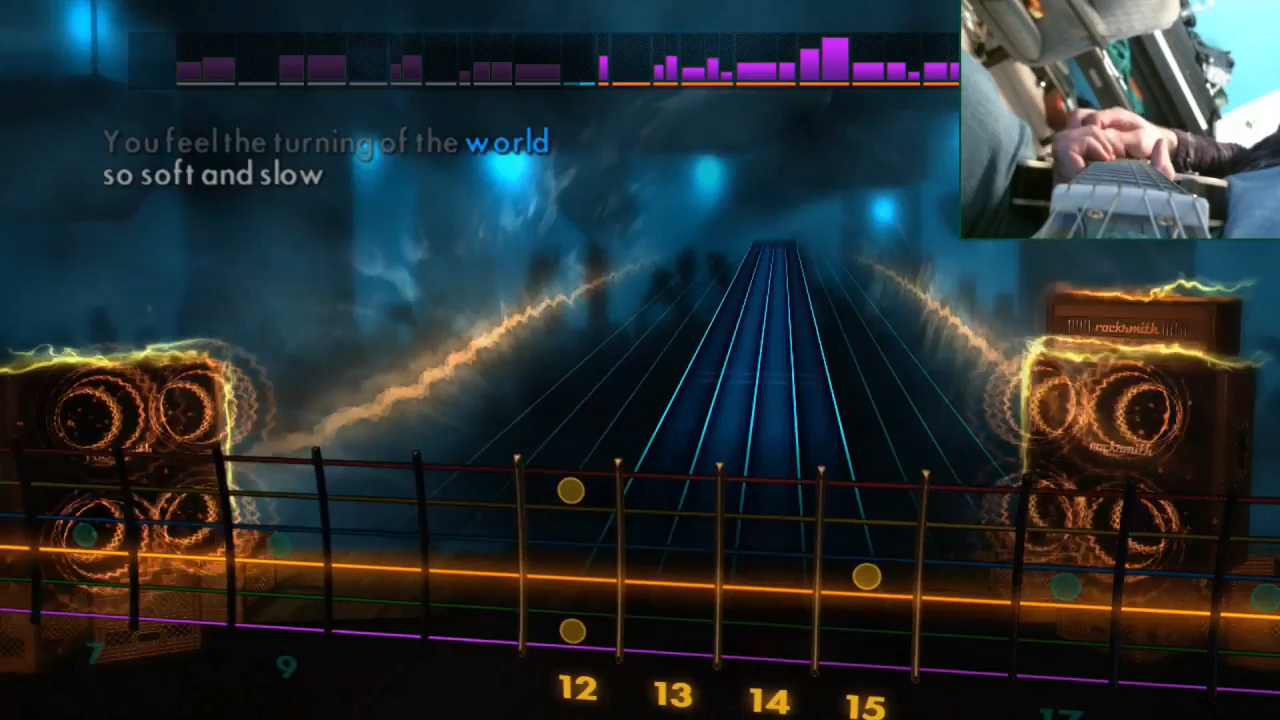 You feel the turning of the world
so soft and slow
rocksmith
rocksmith
7 9 12 13 14 15 17